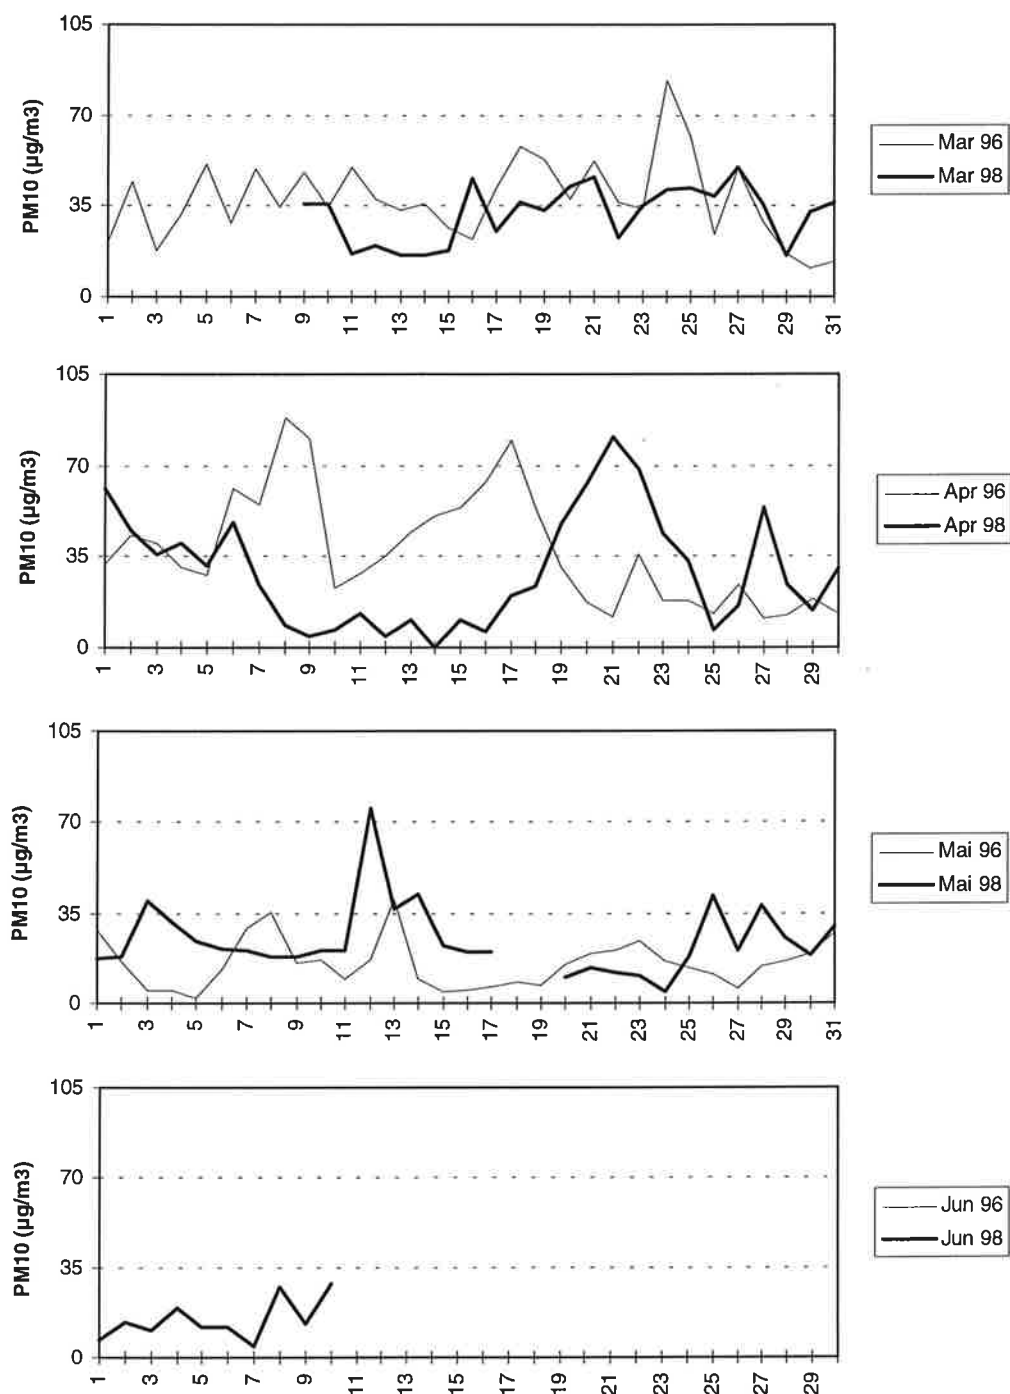 105
70
35
0
PM10 (µg/m3)
1 3 5 7 9 11 13 15 17 19 21 23 25 27 29 31
Mar 96
Mar 98
105
70
35
0
PM10 (µg/m3)
1 3 5 7 9 11 13 15 17 19 21 23 25 27 29
Apr 96
Apr 98
105
70
35
0
PM10 (µg/m3)
1 3 5 7 9 11 13 15 17 19 21 23 25 27 29 31
Mai 96
Mai 98
105
70
35
0
PM10 (µg/m3)
1 3 5 7 9 11 13 15 17 19 21 23 25 27 29
Jun 96
Jun 98